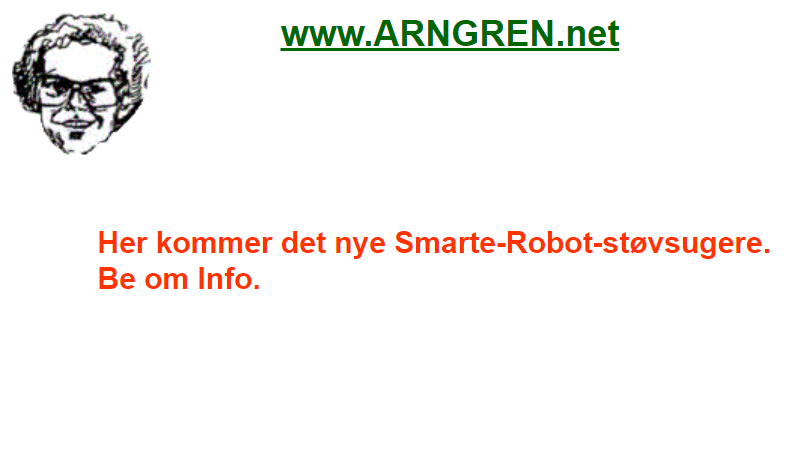 www.ARNGREN.net
Her kommer det nye Smarte-Robot-støvsugere.
Be om Info.